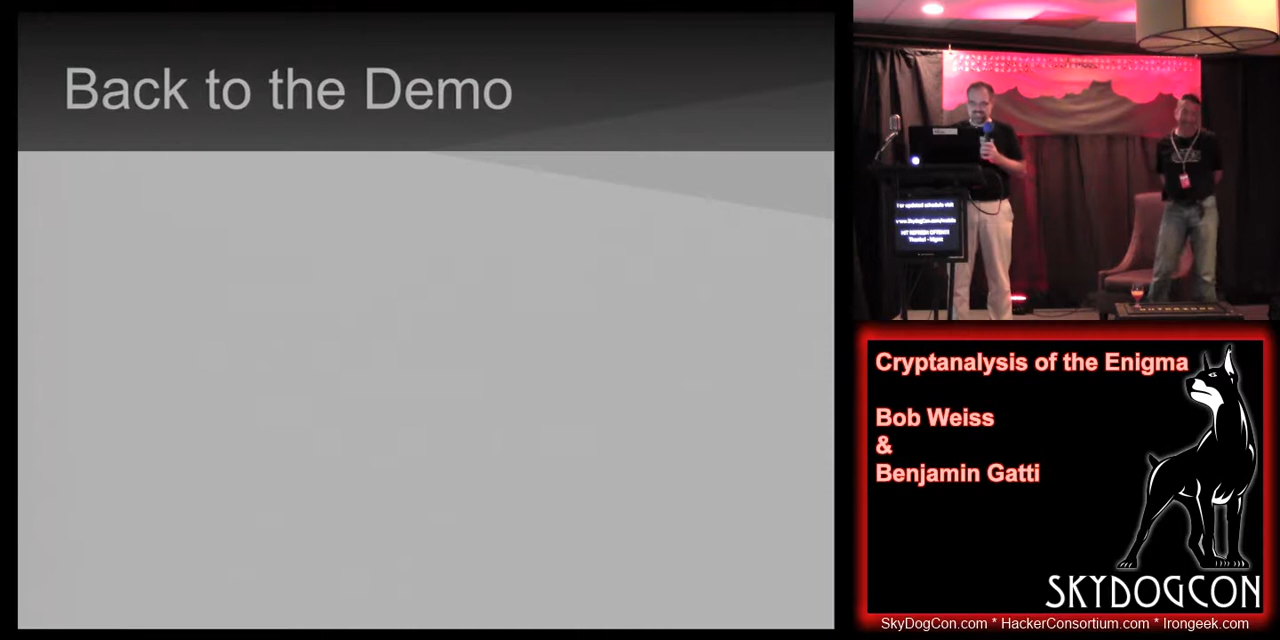 Back to the Demo
Cryptanalysis of the Enigma
Bob Weiss
&
Benjamin Gatti
SKYDOGCON
SkyDogCon.com * HackerConsortium.com * Irongeek.com